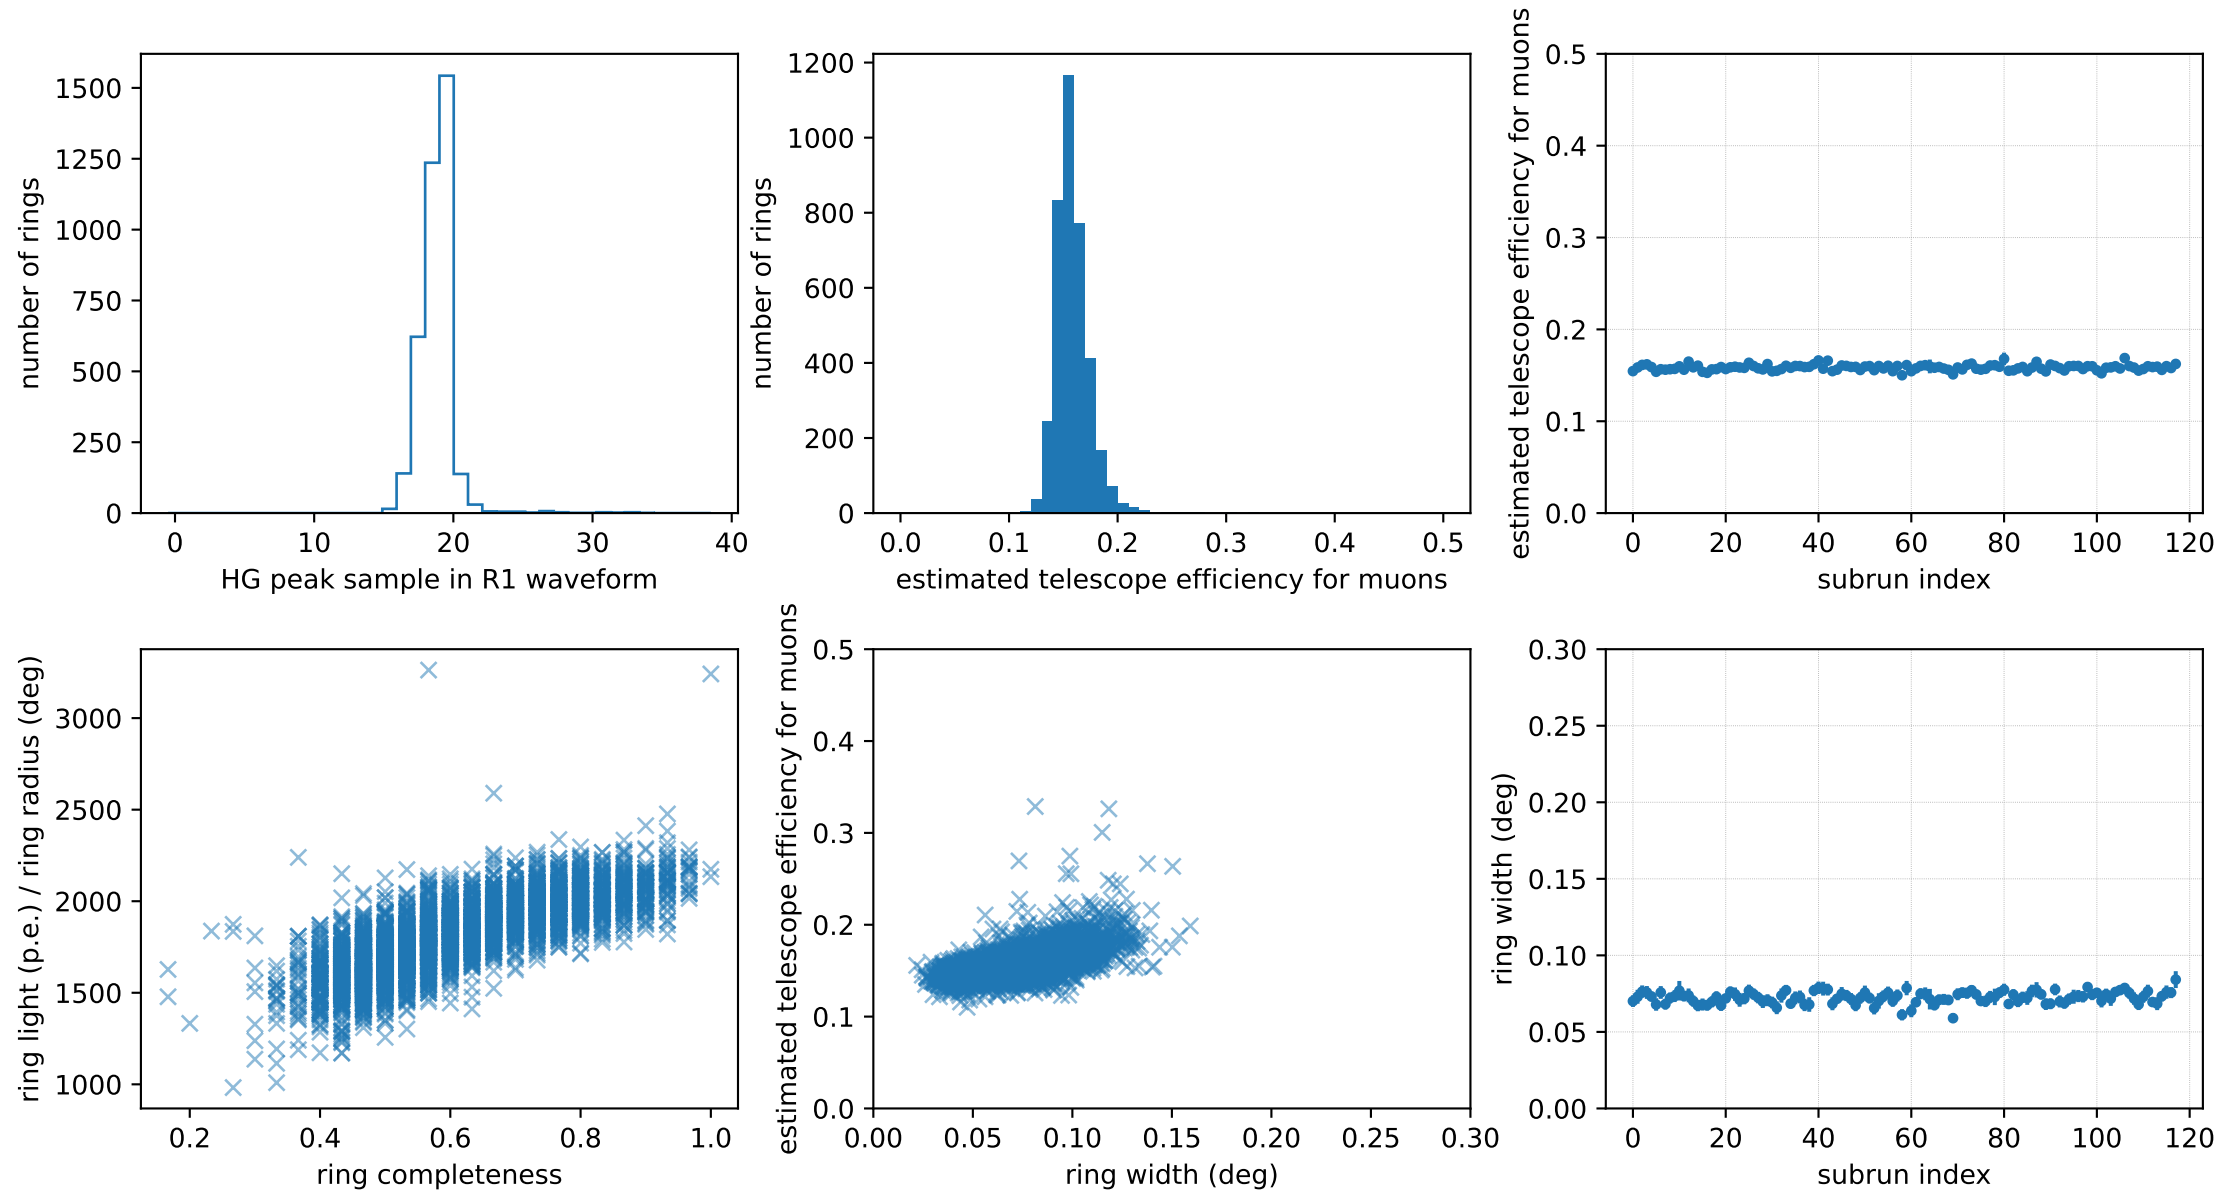 number of rings
1500
1250
1000
750
500
250
0
0 10 20 30 40
HG peak sample in R1 waveform
number of rings
1200
1000
800
600
400
200
0
0.0 0.1 0.2 0.3 0.4 0.5
estimated telescope efficiency for muons
estimated telescope efficiency for muons
0.5
0.4
0.3
0.2
0.1
0.0
0 20 40 60 80 100 120
subrun index
ring light (p.e.) / ring radius (deg)
3000
2500
2000
1500
1000
0.2 0.4 0.6 0.8 1.0
ring completeness
estimated telescope efficiency for muons
0.5
0.4
0.3
0.2
0.1
0.0
0.00 0.05 0.10 0.15 0.20 0.25 0.30
ring width (deg)
ring width (deg)
0.30
0.25
0.20
0.15
0.10
0.05
0.00
0 20 40 60 80 100 120
subrun index